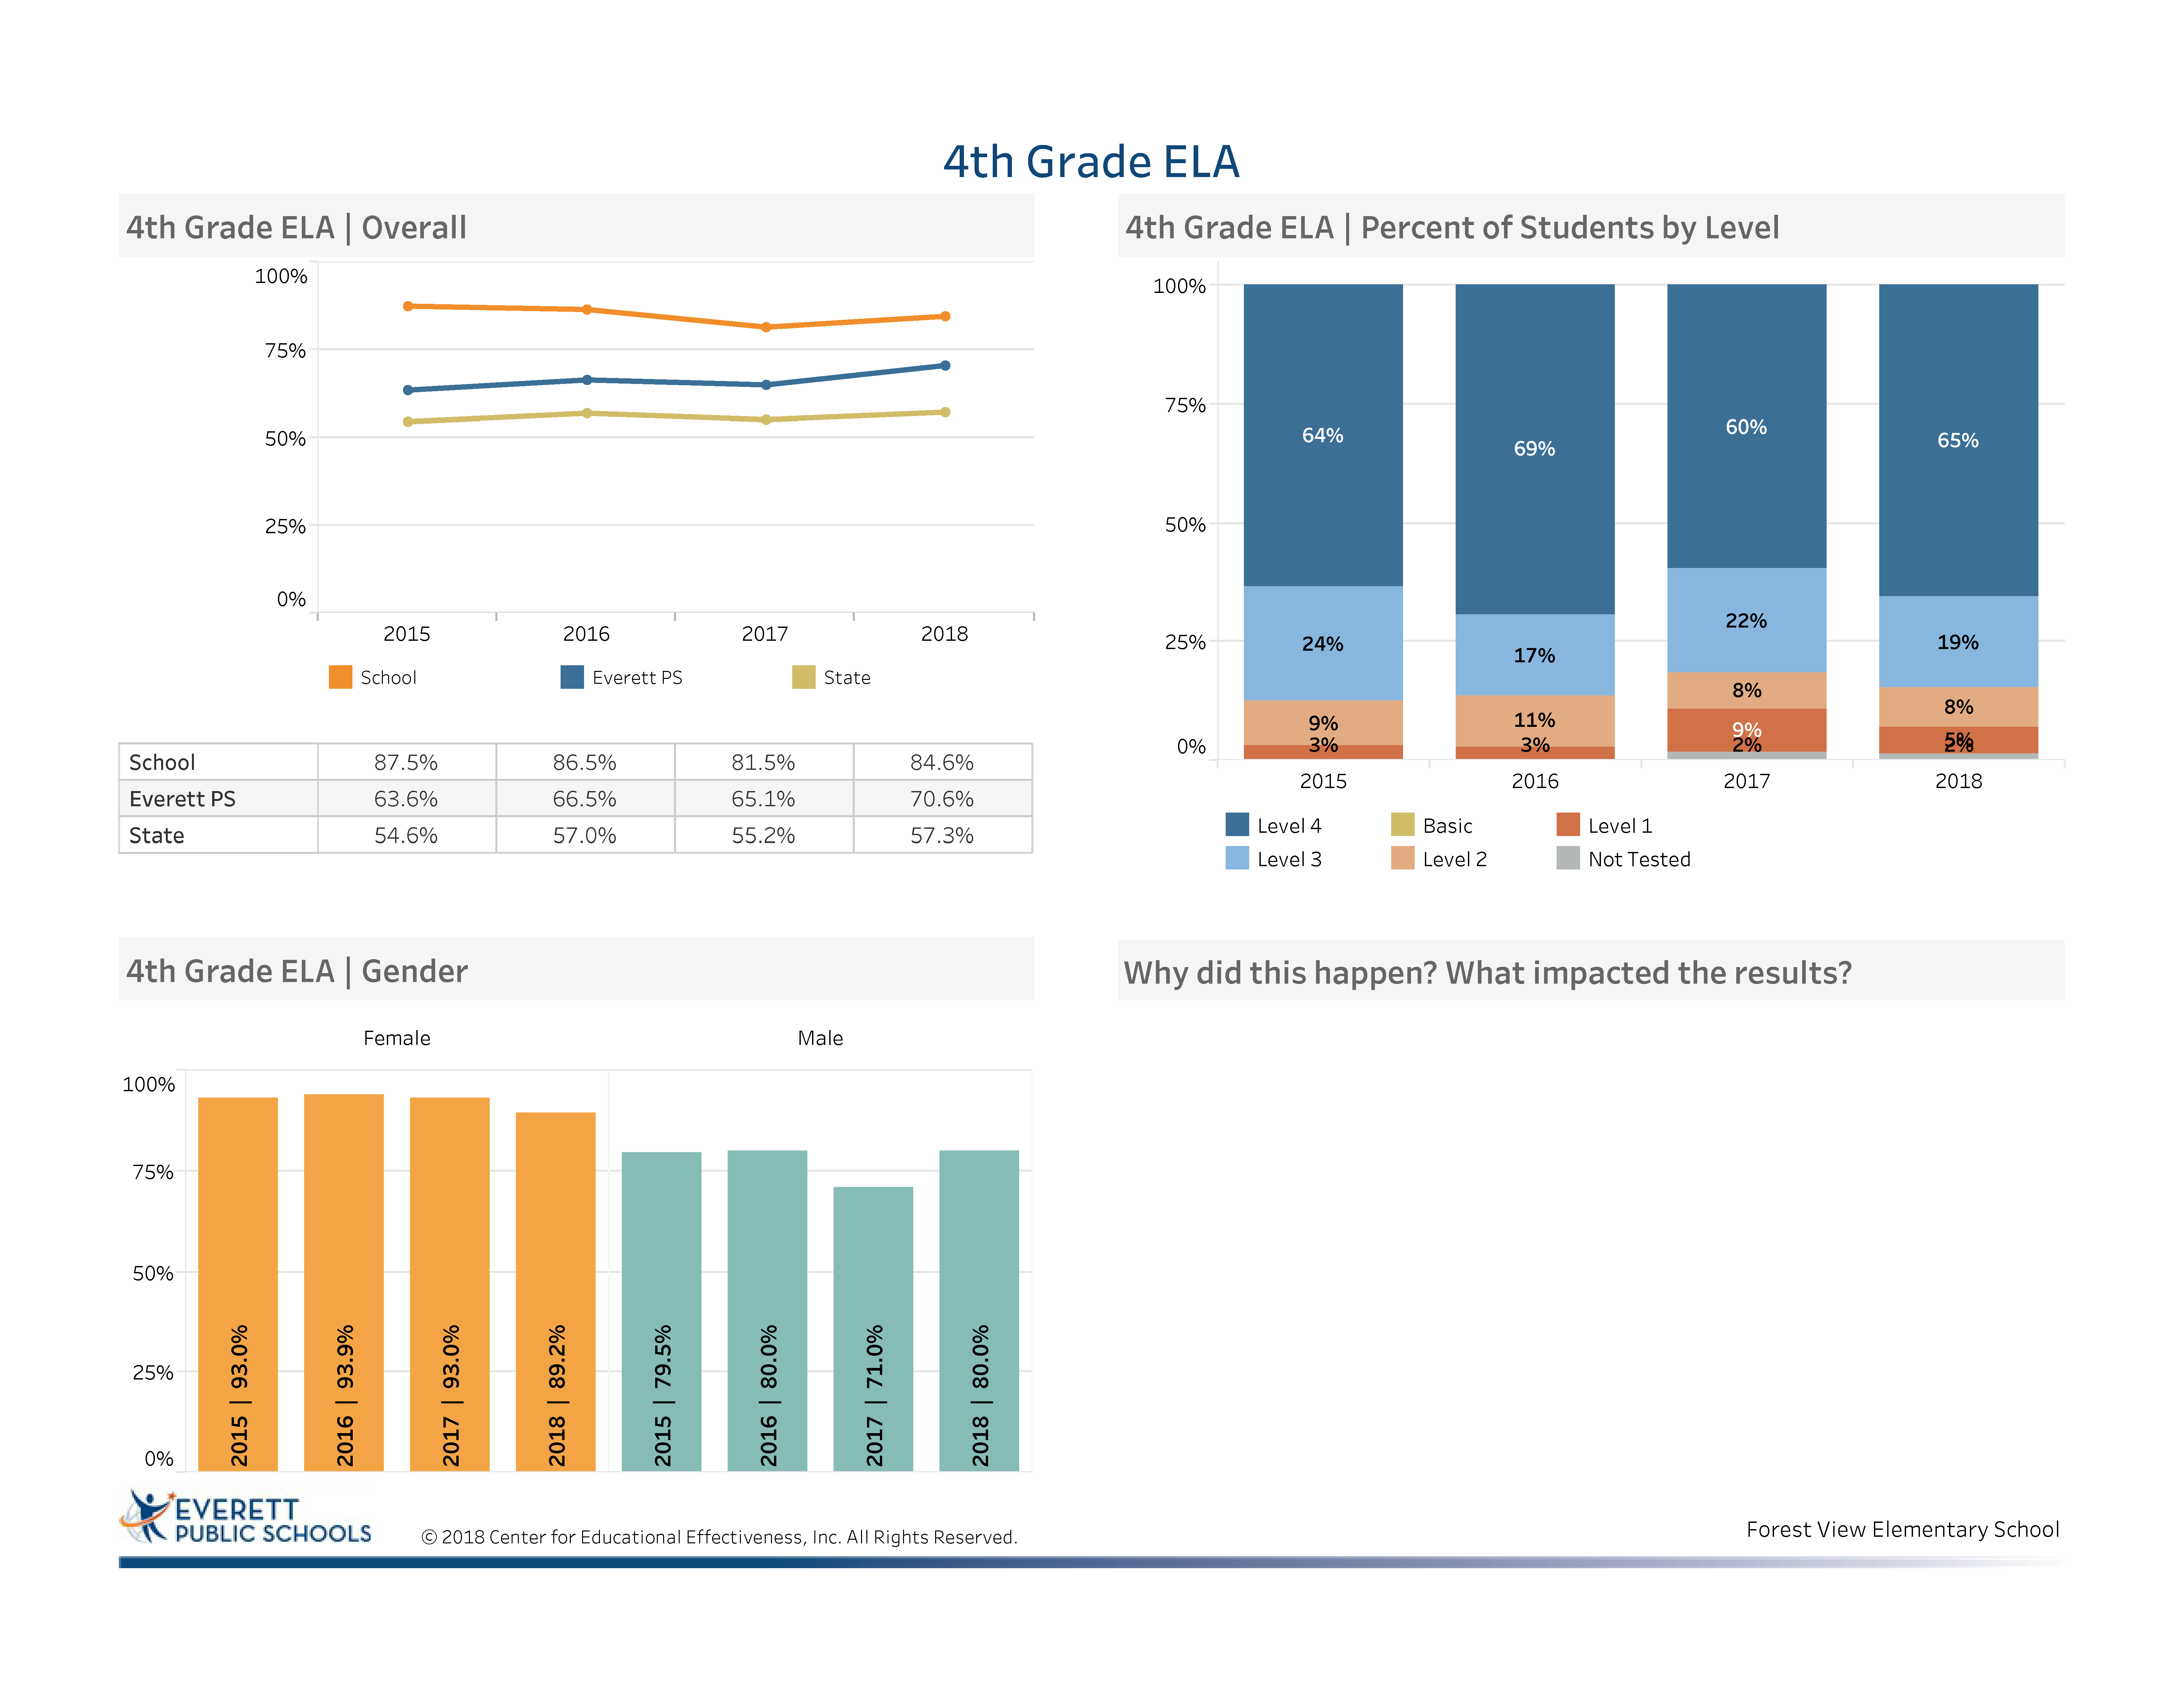 4th Grade ELA
4th Grade ELA | Overall
100%
75%
50%
25%
0%
2015 2016 2017 2018
School Everett PS State
School 87.5% 86.5% 81.5% 84.6%
Everett PS 63.6% 66.5% 65.1% 70.6%
State 54.6% 57.0% 55.2% 57.3%
4th Grade ELA | Percent of Students by Level
100%
75%
50%
25%
0%
64% 69% 60% 65%
24% 17% 22% 19%
9% 11% 8% 8%
3% 3% 9% 5%
2% 2%
2015 2016 2017 2018
Level 4 Basic Level 1
Level 3 Level 2 Not Tested
4th Grade ELA | Gender
Female Male
100%
75%
50%
25%
0%
2015 | 93.0%
2016 | 93.9%
2017 | 93.0%
2018 | 89.2%
2015 | 79.5%
2016 | 80.0%
2017 | 71.0%
2018 | 80.0%
Why did this happen? What impacted the results?
EVERETT
PUBLIC SCHOOLS
© 2018 Center for Educational Effectiveness, Inc. All Rights Reserved.
Forest View Elementary School